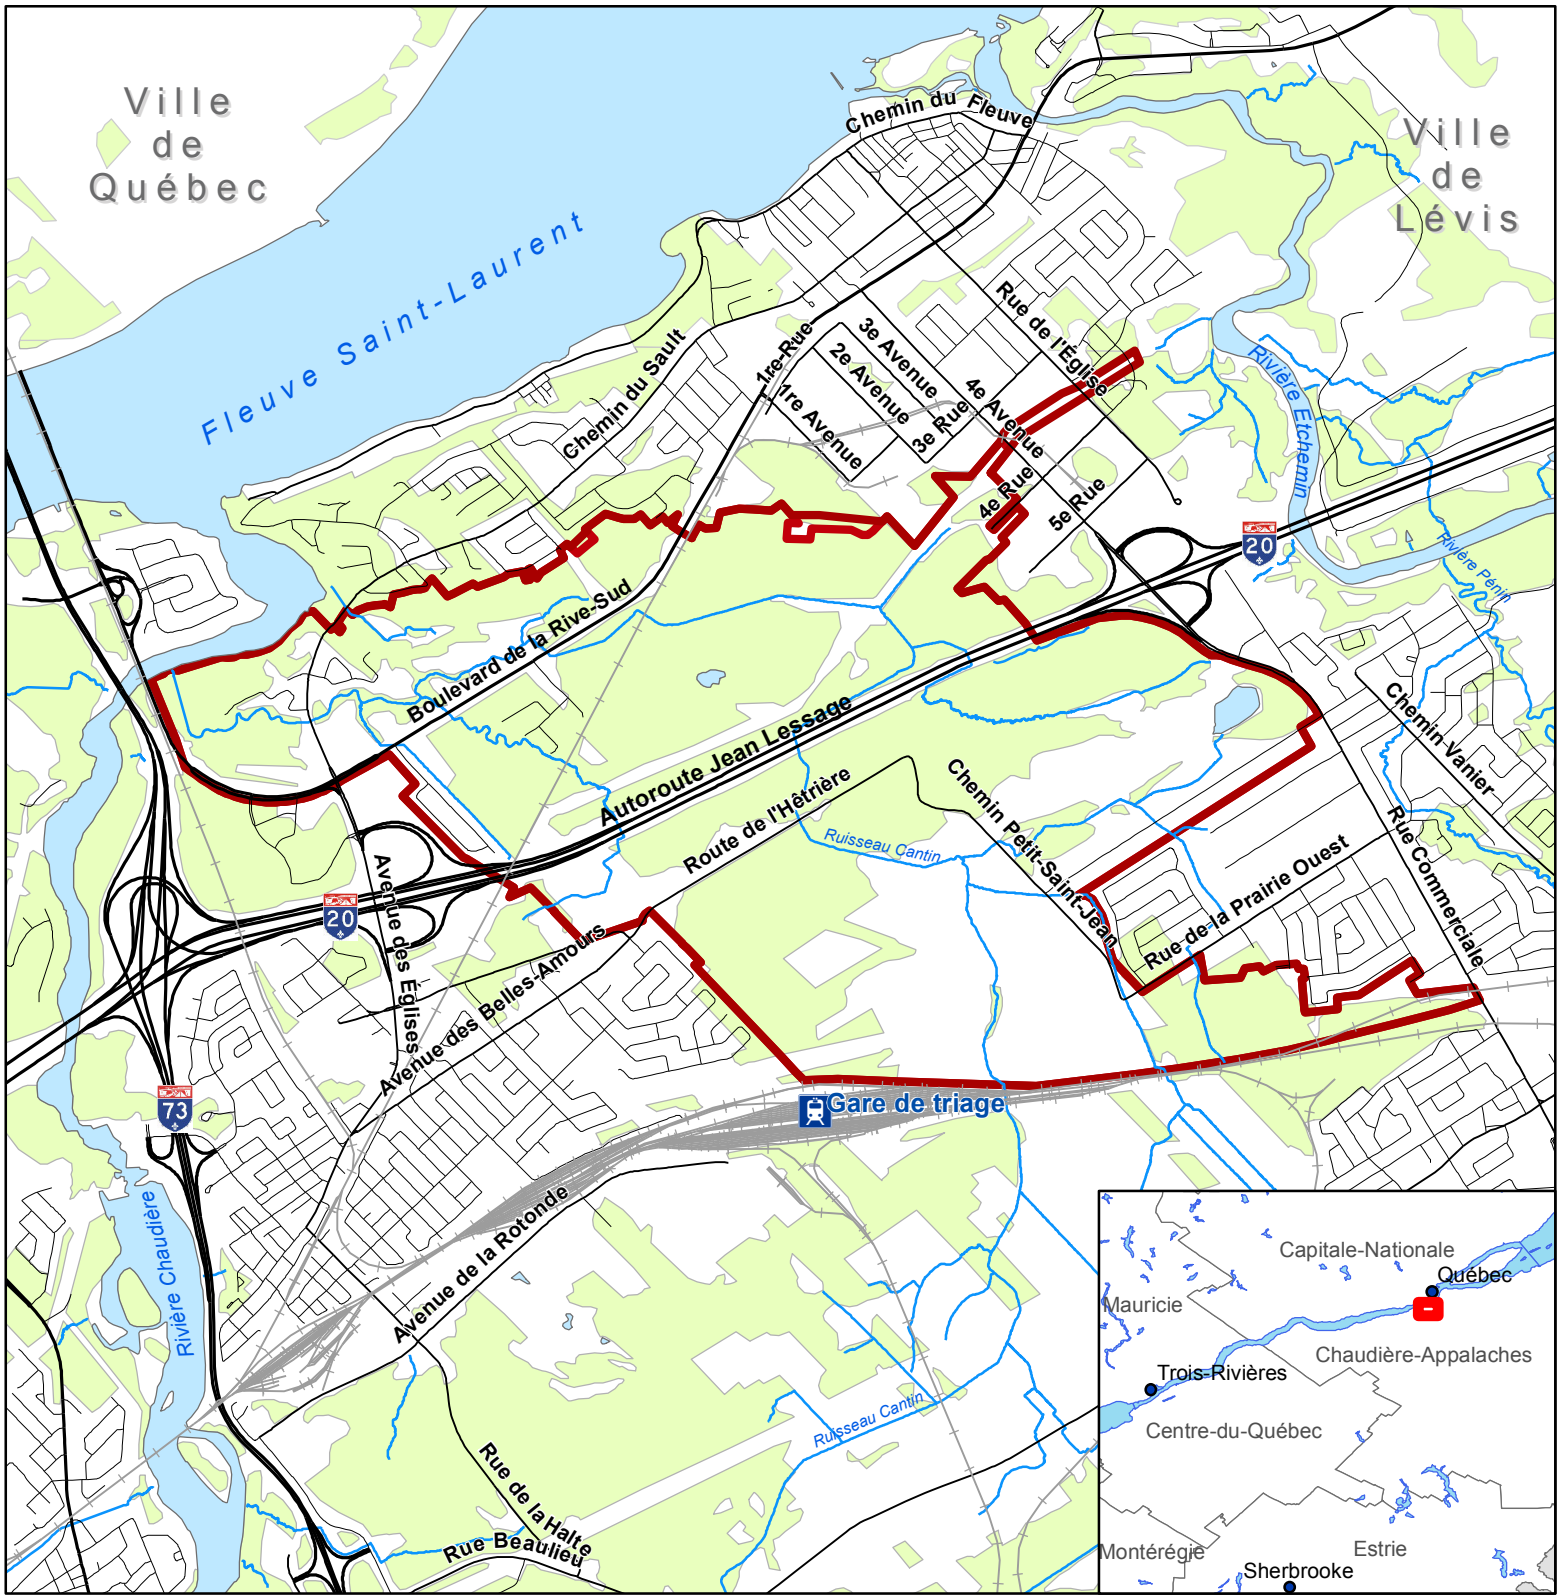 Ville
de
Québec
Ville
de
Lévis
Chemin du Fleuve
Fleuve Saint-Laurent
Rue de l'Église
3e Avenue
2e Avenue
1re-Rue
1re Avenue
3e Rue
4e Avenue
Chemin du Sault
Rivière Etchemin
4e Rue
5e Rue
20
Rivière Pénin
Boulevard de la Rive-Sud
Autoroute Jean Lessage
Chemin Vanier
Route de l'Hêtrière
Chemin Petit-Saint-Jean
Ruisseau Cantin
Rue Commerciale
Rue de la Prairie Ouest
20
Avenue des Églises
Avenue des Belles-Amours
73
Gare de triage
Rivière Chaudière
Avenue de la Rotonde
Ruisseau Cantin
Rue de la Halte
Rue Beaulieu
Capitale-Nationale
Québec
Mauricie
Chaudière-Appalaches
Trois-Rivières
Centre-du-Québec
Montérégie
Estrie
Sherbrooke